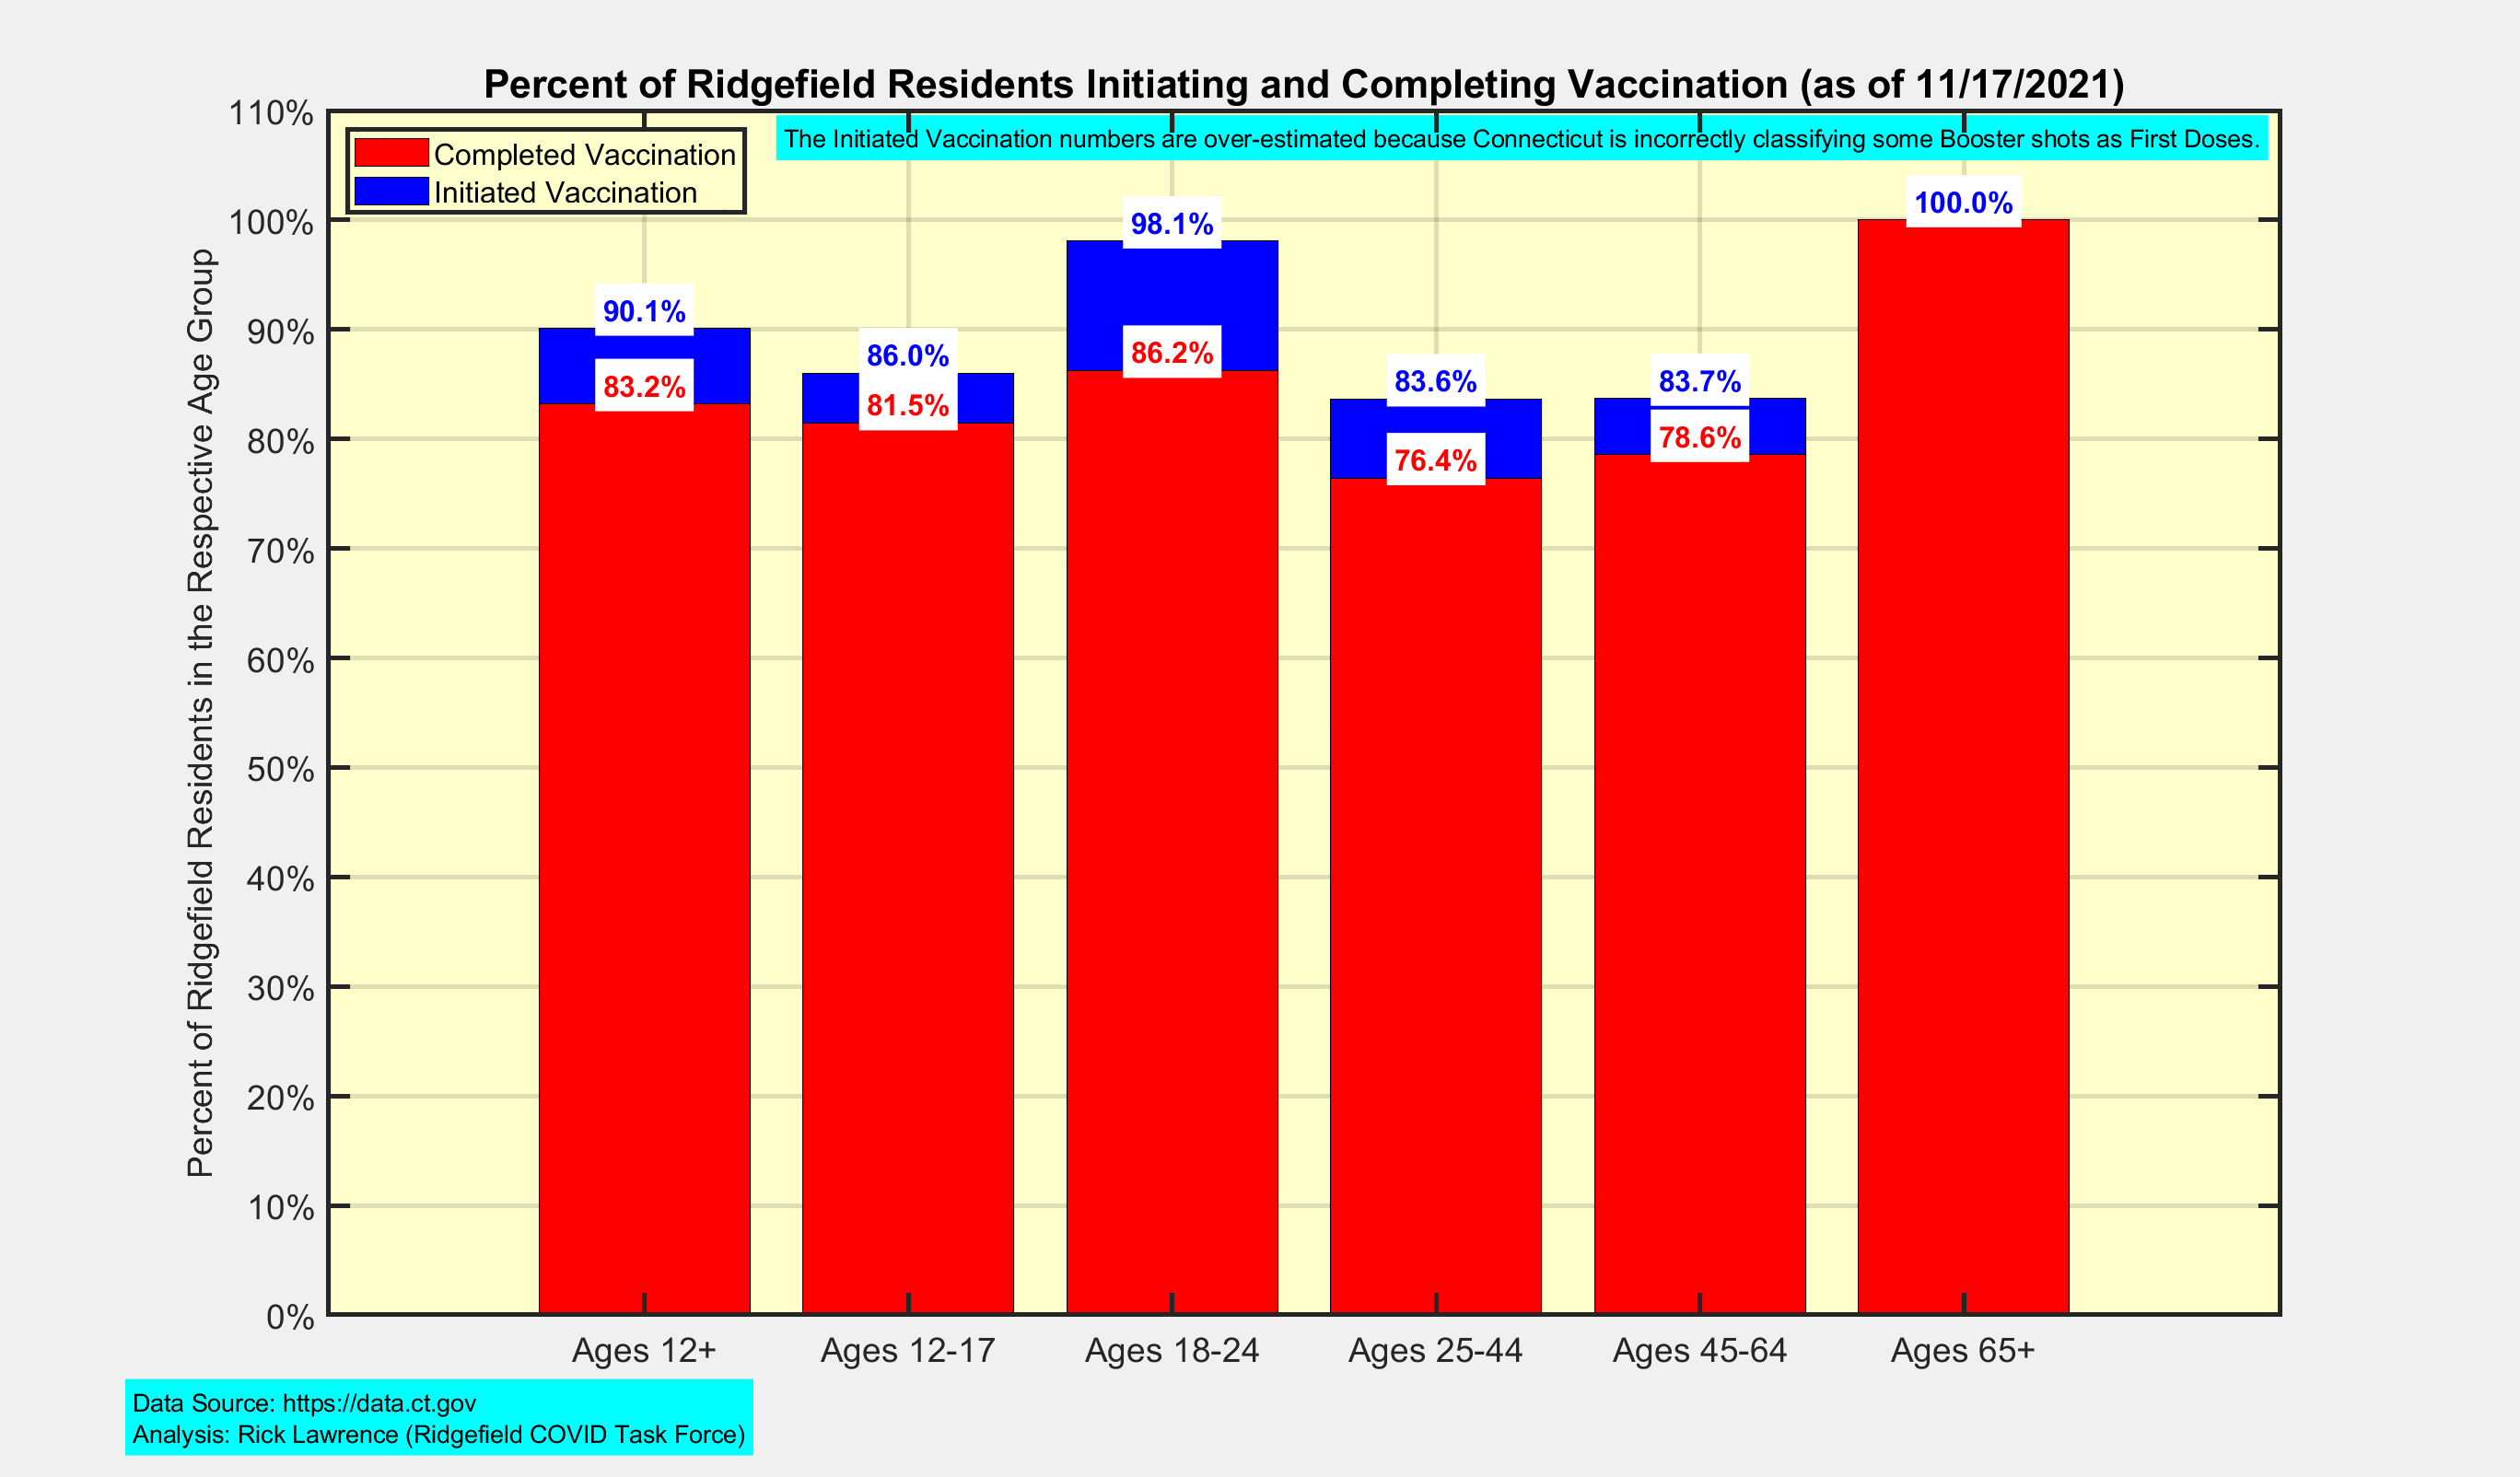 Percent of Ridgefield Residents Initiating and Completing Vaccination (as of 11/17/2021)
The Initiated Vaccination numbers are over-estimated because Connecticut is incorrectly classifying some Booster shots as First Doses.
Completed Vaccination
Initiated Vaccination
Percent of Ridgefield Residents in the Respective Age Group
110%
100%
90%
80%
70%
60%
50%
40%
30%
20%
10%
0%
90.1%
83.2%
86.0%
81.5%
98.1%
86.2%
83.6%
76.4%
83.7%
78.6%
100.0%
Ages 12+
Ages 12-17
Ages 18-24
Ages 25-44
Ages 45-64
Ages 65+
Data Source: https://data.ct.gov
Analysis: Rick Lawrence (Ridgefield COVID Task Force)